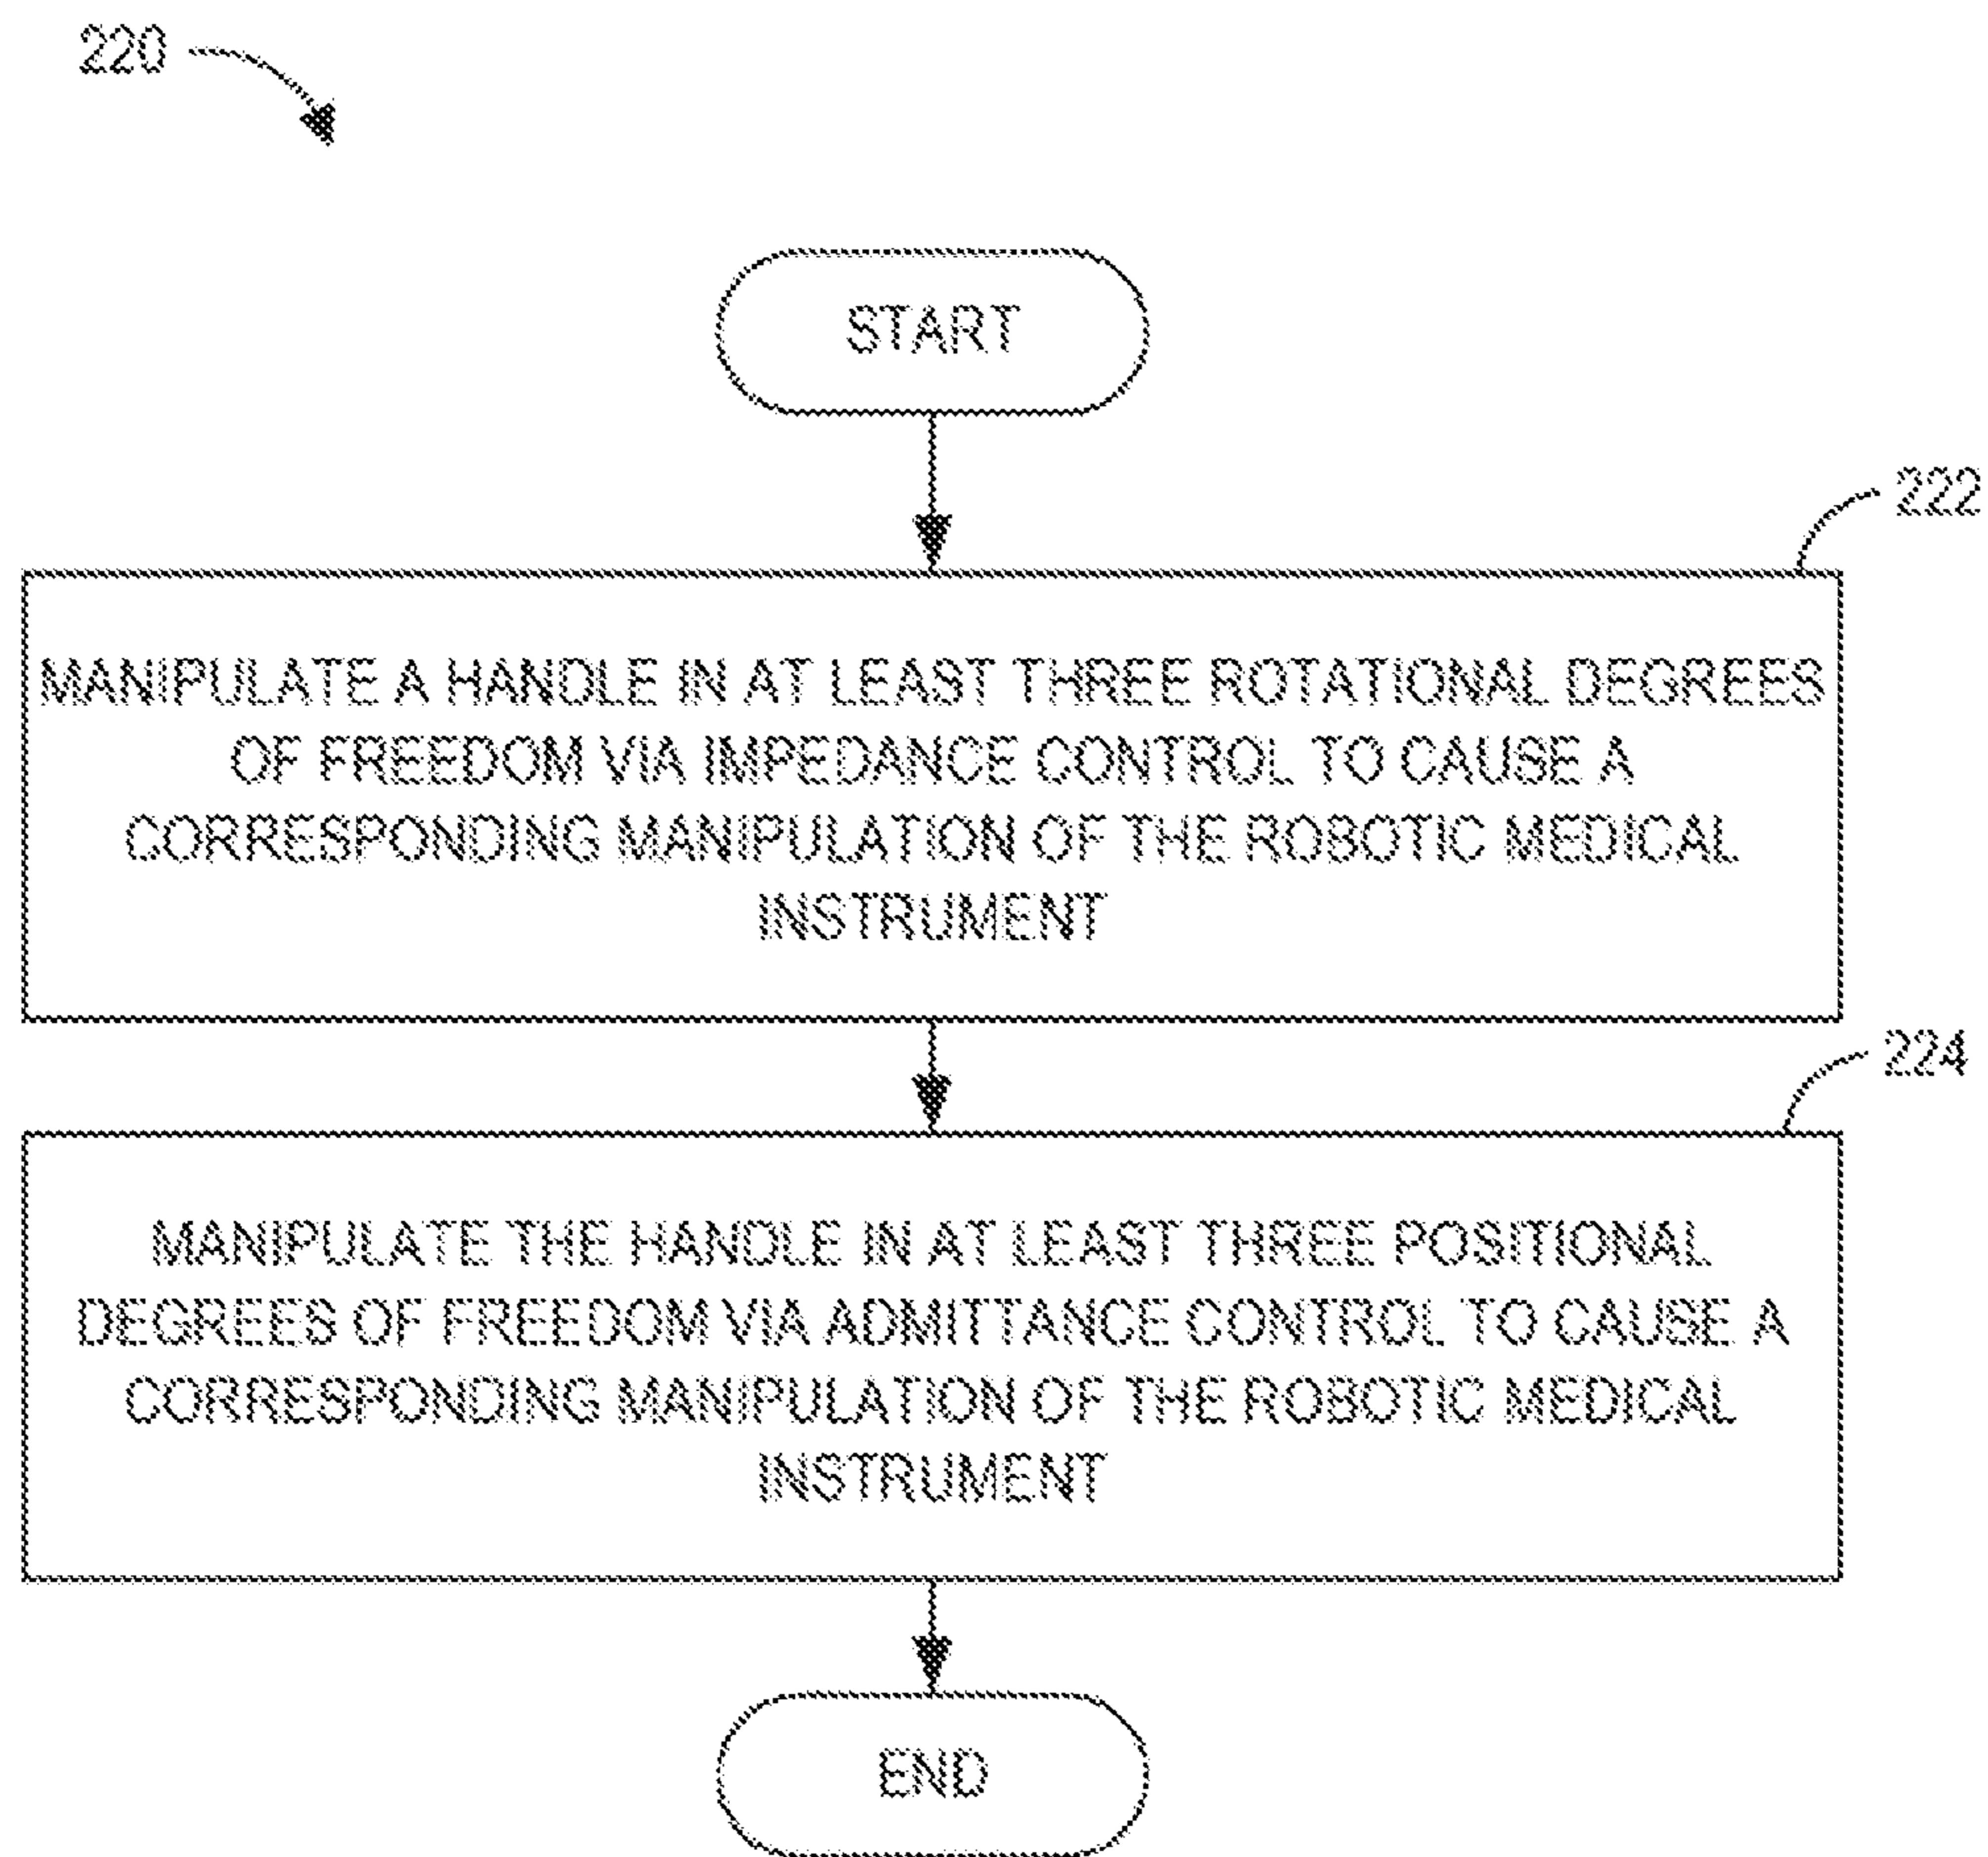 220
START
222
MANIPULATE A HANDLE IN AT LEAST THREE ROTATIONAL DEGREES
OF FREEDOM VIA IMPEDANCE CONTROL TO CAUSE A
CORRESPONDING MANIPULATION OF THE ROBOTIC MEDICAL
INSTRUMENT
224
MANIPULATE THE HANDLE IN AT LEAST THREE POSITIONAL
DEGREES OF FREEDOM VIA ADMITTANCE CONTROL TO CAUSE A
CORRESPONDING MANIPULATION OF THE ROBOTIC MEDICAL
INSTRUMENT
END